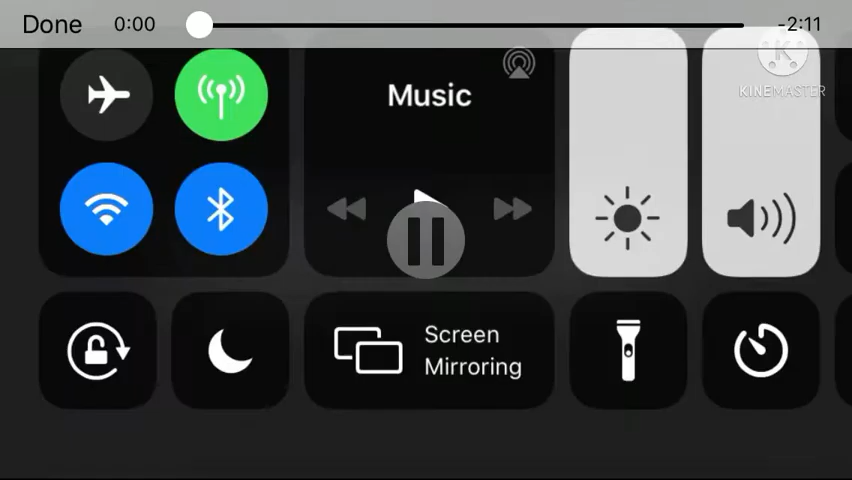 Done 0:00 -2:11
KINEMASTER
Music
Screen
Mirroring